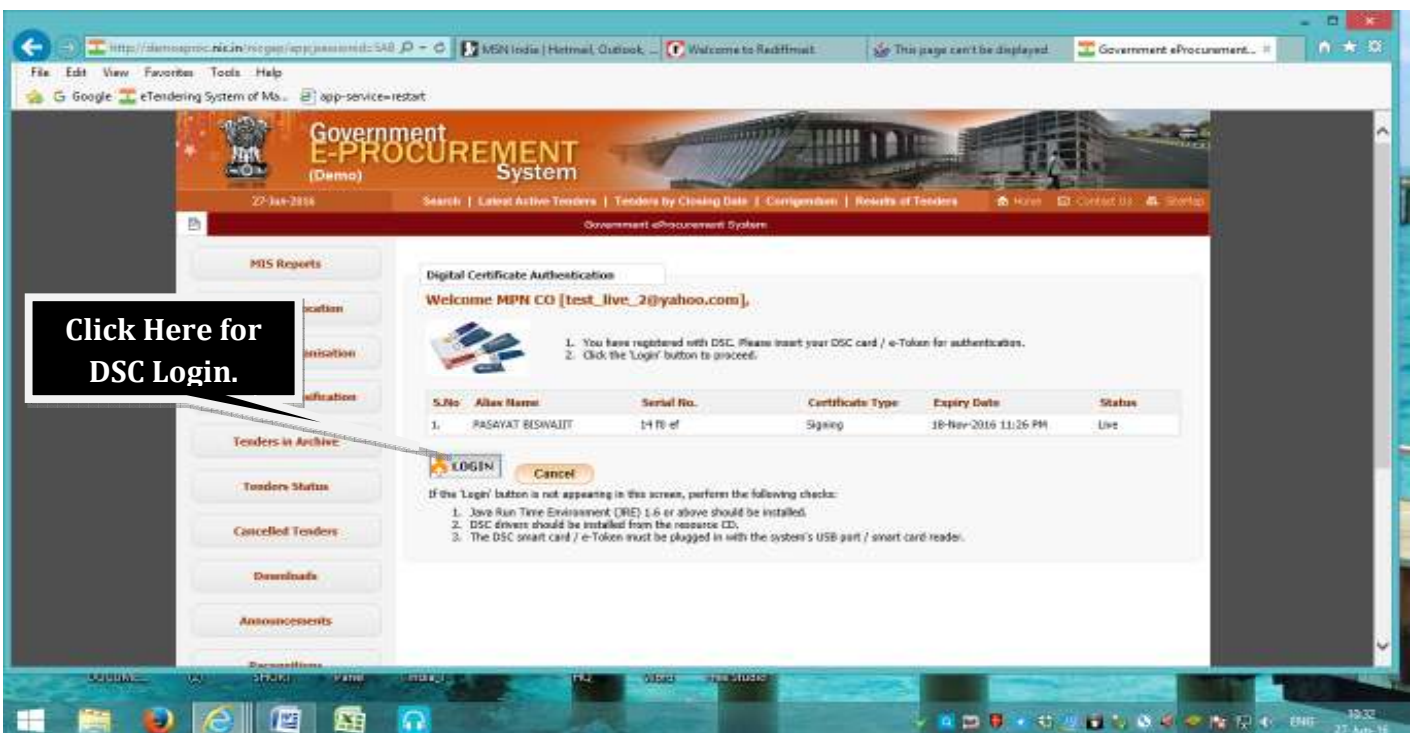 MSN India | Hotmail, Outlook, ...
Welcome to Rediffmail
This page can't be displayed
Government eProcurement...
File Edit View Favorites Tools Help
Google
eTendering System of Ma...
app-service=restart
Government
E-PROCUREMENT
System
(Demo)
Search | Latest Active Tenders | Tenders by Closing Date | Corrigendum | Results of Tenders
Home Contact Us Sitemap
Government eProcurement System
MIS Reports
Tenders in Archive
Tenders Status
Cancelled Tenders
Downloads
Announcements
Recognitions
Click Here for
DSC Login.
Digital Certificate Authentication
Welcome MPN CO [test_live_2@yahoo.com],
1. You have registered with DSC. Please insert your DSC card / e-Token for authentication.
2. Click the 'Login' button to proceed.
S.No Alias Name Serial No. Certificate Type Expiry Date Status
1. PASAYAT BISWAJIT Signing 18-Nov-2016 11:26 PM Live
LOGIN
Cancel
If the 'Login' button is not appearing in this screen, perform the following checks:
1. Java Run Time Environment (JRE) 1.6 or above should be installed.
2. DSC drivers should be installed from the resource CD.
3. The DSC smart card / e-Token must be plugged in with the system's USB port / smart card reader.
ENG
10:32